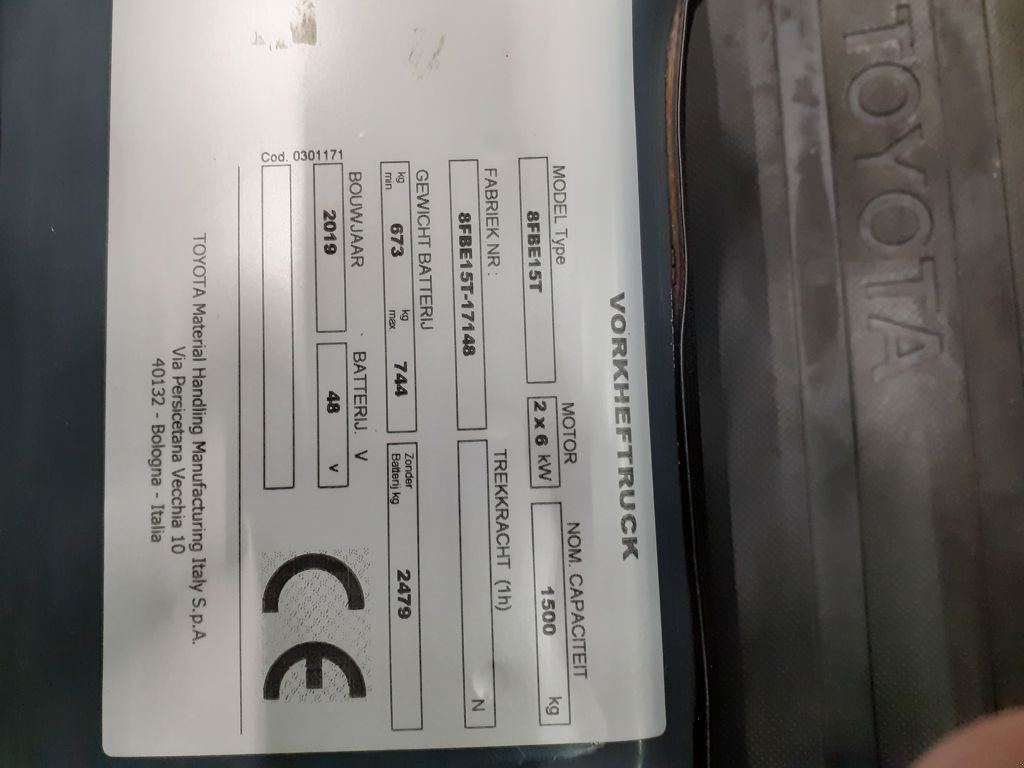 TOYOTA
VORKHEFTRUCK
MODEL Type MOTOR NOM. CAPACITEIT
8FBE15T 2 x 6 kW 1500 kg
FABRIEK NR : TREKKRACHT (1h)
8FBE15T-17148 N
GEWICHT BATTERIJ
kg min 673 kg max 744 Zonder Batterij kg 2479
BOUWJAAR BATTERIJ. V
2019 48 V
Cod. 0301171
CE
TOYOTA Material Handling Manufacturing Italy S.p.A.
Via Persicetana Vecchia 10
40132 - Bologna - Italia